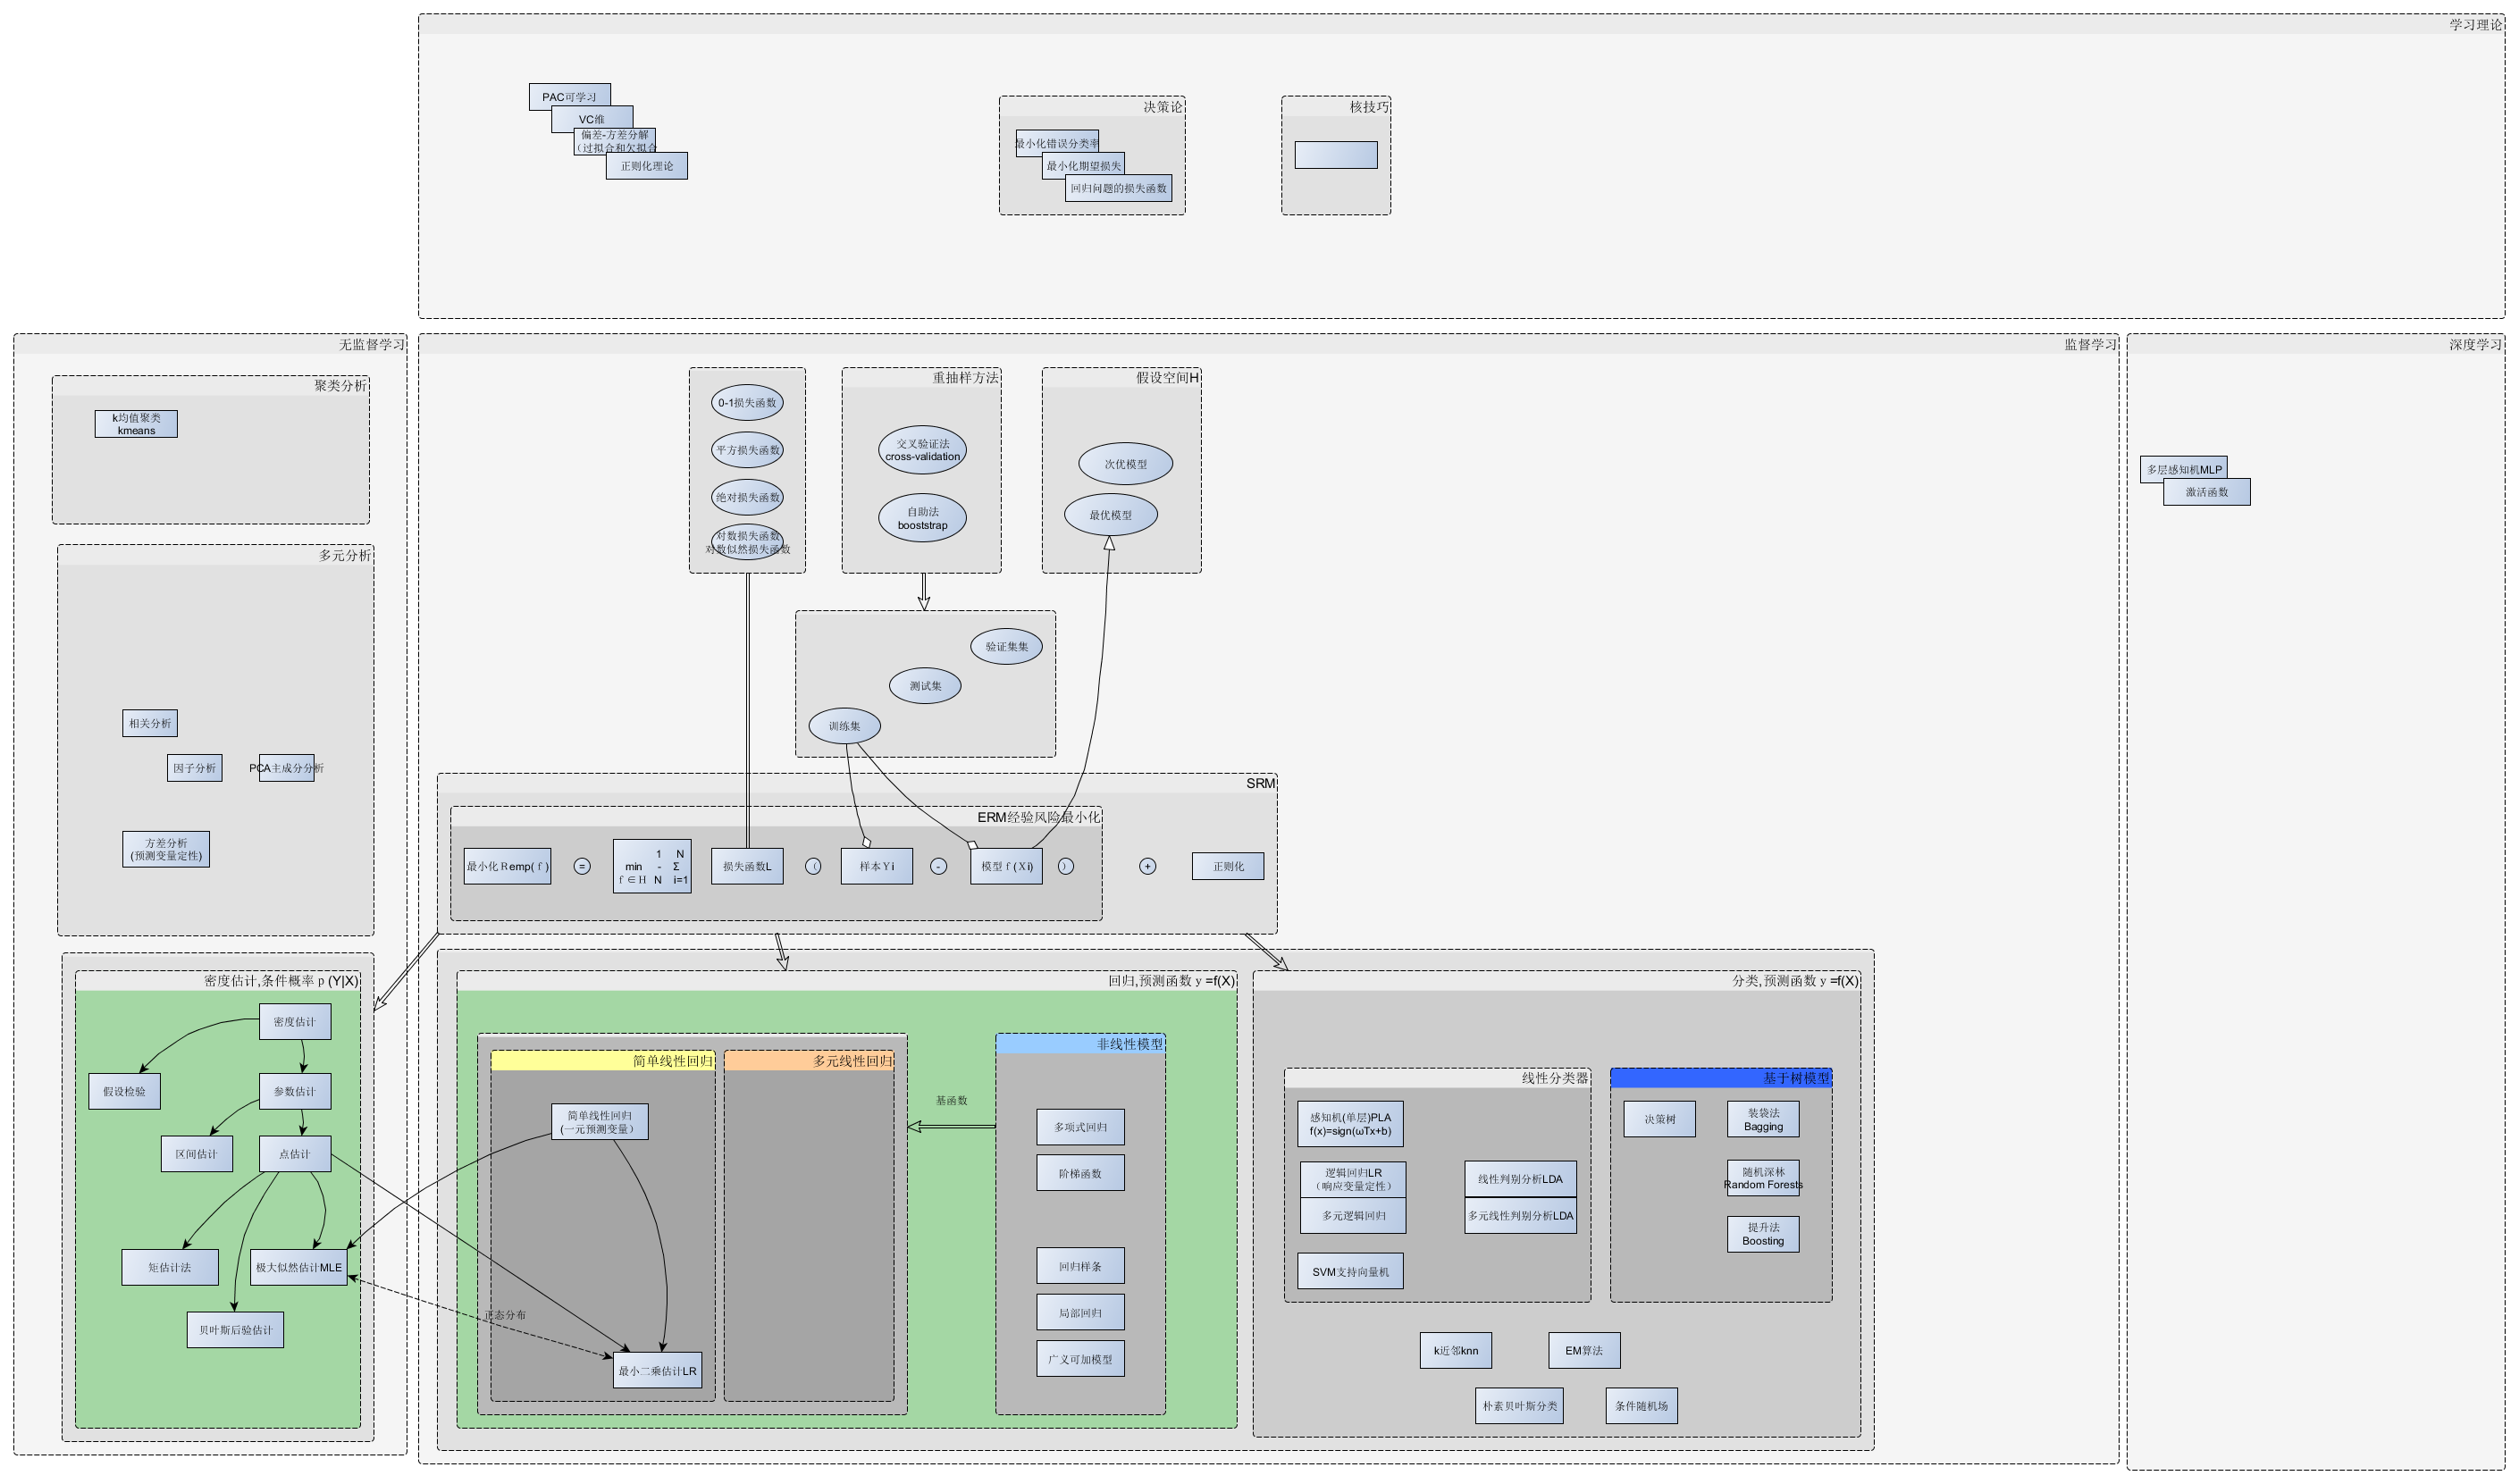 学习理论
PAC可学习
VC维
偏差-方差分解
（过拟合和欠拟合
正则化理论
决策论
最小化错误分类率
最小化期望损失
回归问题的损失函数
核技巧
无监督学习
聚类分析
k均值聚类
kmeans
多元分析
相关分析
因子分析
PCA主成分分析
方差分析
(预测变量定性)
密度估计,条件概率ｐ(Y|X)
密度估计
假设检验
参数估计
区间估计
点估计
矩估计法
极大似然估计MLE
贝叶斯后验估计
监督学习
0-1损失函数
平方损失函数
绝对损失函数
对数损失函数
对数似然损失函数
重抽样方法
交叉验证法
cross-validation
自助法
booststrap
假设空间H
次优模型
最优模型
验证集集
测试集
训练集
SRM
ERM经验风险最小化
最小化Ｒemp(ｆ)
=
1 N
min - Σ
ｆ∈Ｈ N i=1
损失函数L
（
样本Ｙi
-
模型ｆ(Ｘi)
）
+
正则化
回归,预测函数ｙ=f(X)
简单线性回归
简单线性回归
(一元预测变量）
正态分布
最小二乘估计LR
多元线性回归
基函数
非线性模型
多项式回归
阶梯函数
回归样条
局部回归
广义可加模型
分类,预测函数ｙ=f(X)
线性分类器
感知机(单层)PLA
f(x)=sign(ωTx+b)
逻辑回归LR
（响应变量定性）
多元逻辑回归
SVM支持向量机
线性判别分析LDA
多元线性判别分析LDA
基于树模型
决策树
装袋法
Bagging
随机深林
Random Forests
提升法
Boosting
k近邻knn
EM算法
朴素贝叶斯分类
条件随机场
深度学习
多层感知机MLP
激活函数